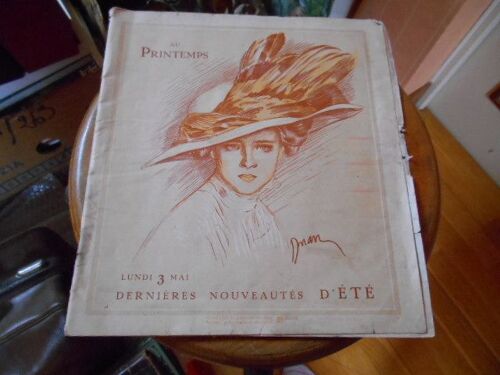 AU
PRINTEMPS
LUNDI 3 MAI
DERNIÈRES NOUVEAUTÉS D'ÉTÉ